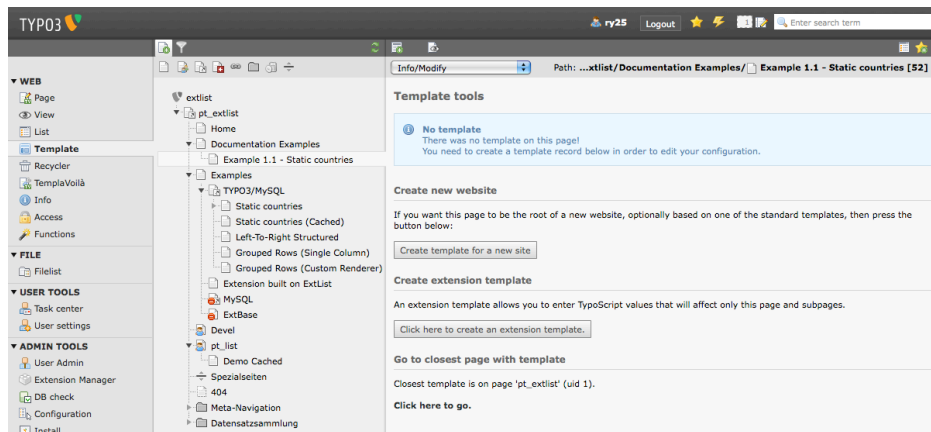 TYPO3
ry25
Logout
1
Enter search term
WEB
Page
View
List
Template
Recycler
TemplaVoilà
Info
Access
Functions
FILE
Filelist
USER TOOLS
Task center
User settings
ADMIN TOOLS
User Admin
Extension Manager
DB check
Configuration
Install
extlist
pt_extlist
Home
Documentation Examples
Example 1.1 - Static countries
Examples
TYPO3/MySQL
Static countries
Static countries (Cached)
Left-To-Right Structured
Grouped Rows (Single Column)
Grouped Rows (Custom Renderer)
Extension built on ExtList
MySQL
ExtBase
Devel
pt_list
Demo Cached
Spezialseiten
404
Meta-Navigation
Datensatzsammlung
Info/Modify
Path: ...xtlist/Documentation Examples/ Example 1.1 - Static countries [52]
Template tools
No template
There was no template on this page!
You need to create a template record below in order to edit your configuration.
Create new website
If you want this page to be the root of a new website, optionally based on one of the standard templates, then press the
button below:
Create template for a new site
Create extension template
An extension template allows you to enter TypoScript values that will affect only this page and subpages.
Click here to create an extension template.
Go to closest page with template
Closest template is on page 'pt_extlist' (uid 1).
Click here to go.